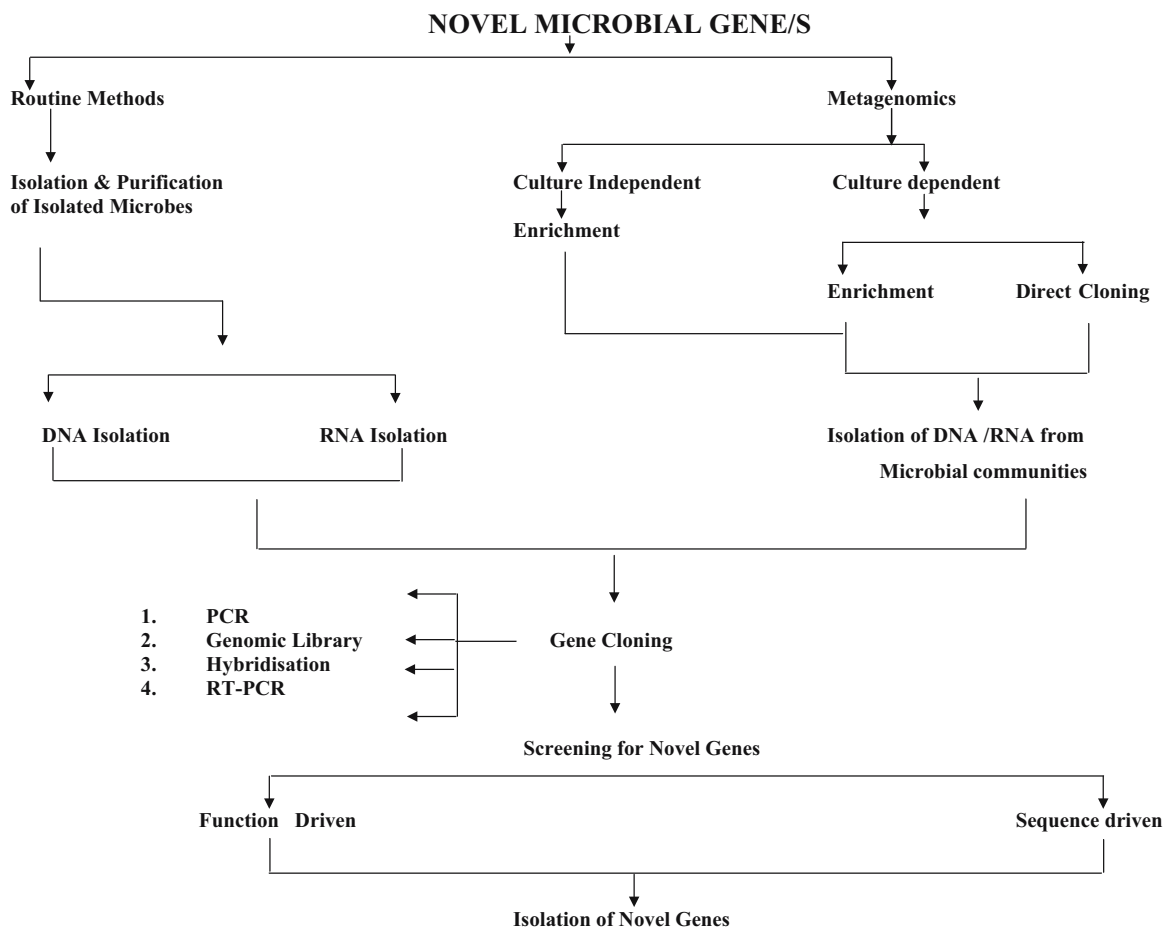 NOVEL MICROBIAL GENE/S
Routine Methods
Metagenomics
Isolation & Purification
of Isolated Microbes
Culture Independent
Culture dependent
Enrichment
Enrichment
Direct Cloning
DNA Isolation
RNA Isolation
Isolation of DNA /RNA from
Microbial communities
1. PCR
2. Genomic Library
3. Hybridisation
4. RT-PCR
Gene Cloning
Screening for Novel Genes
Function Driven
Sequence driven
Isolation of Novel Genes